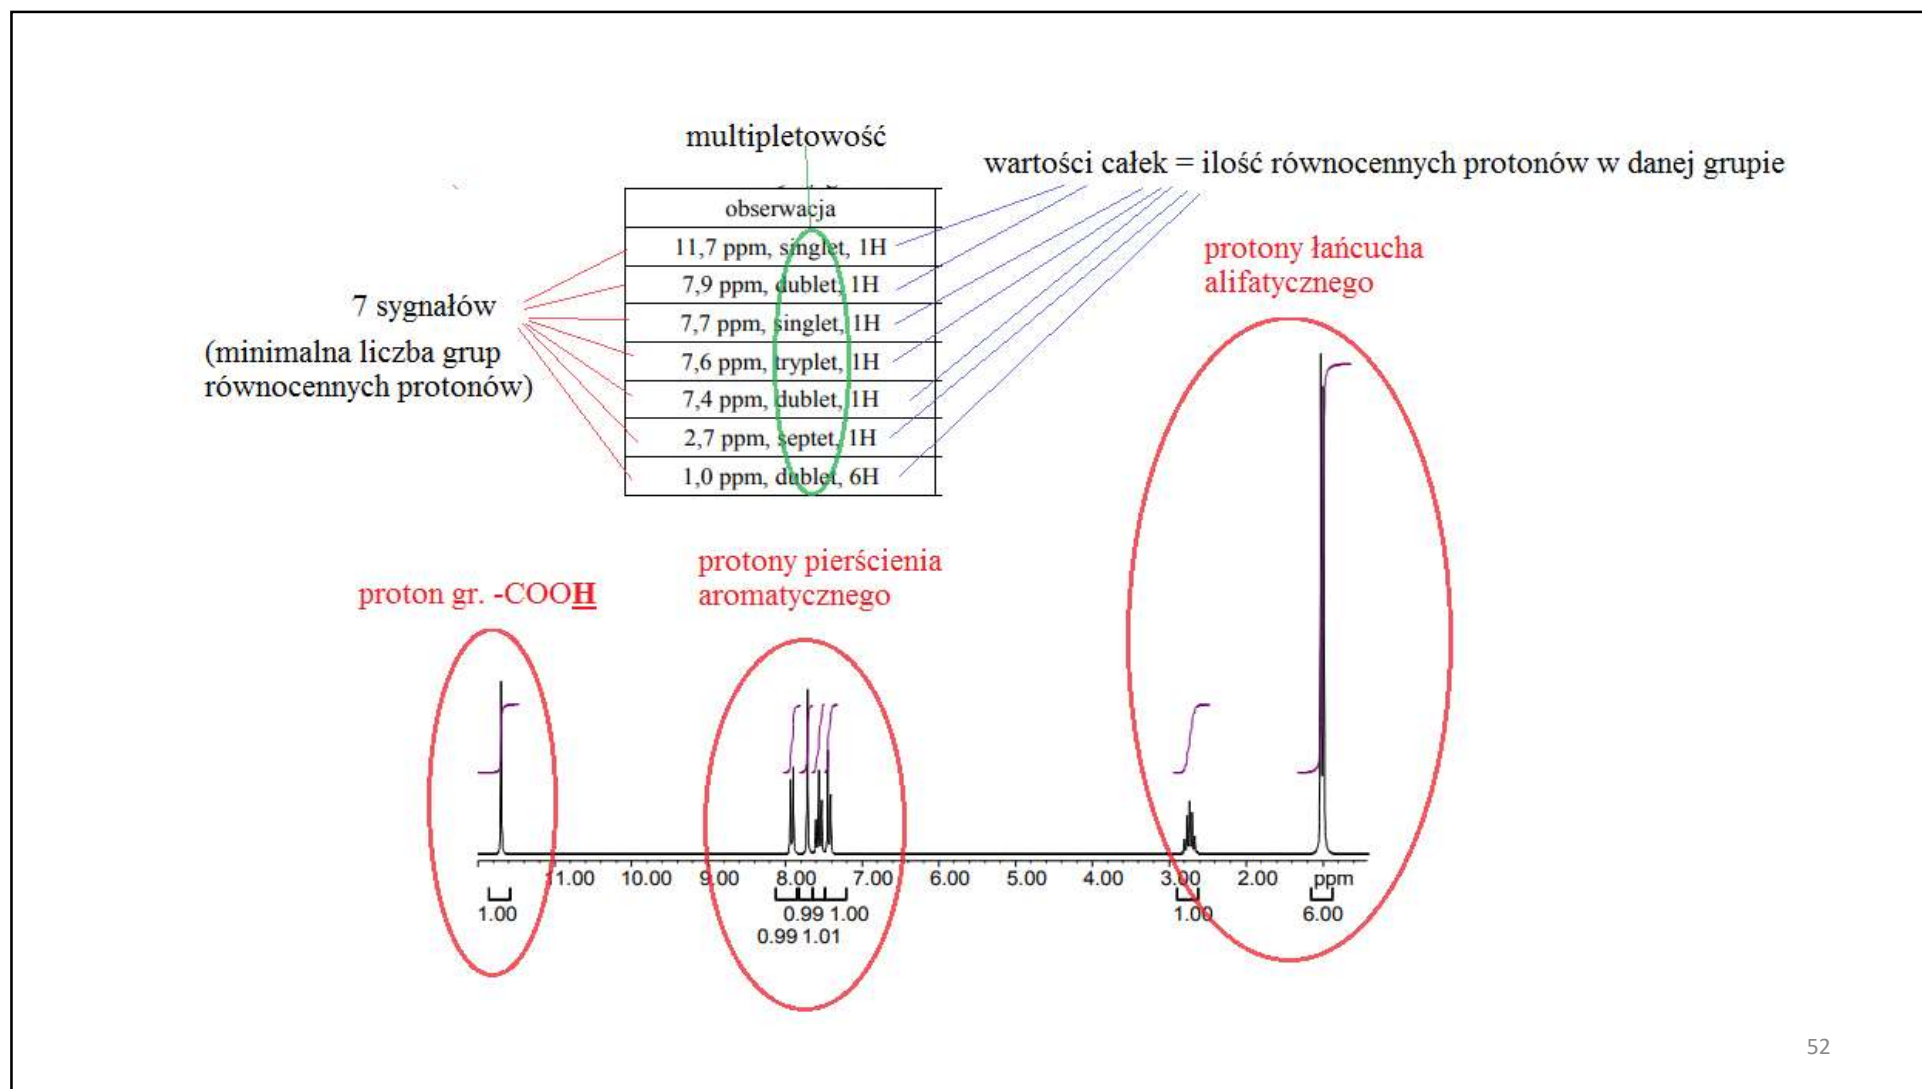 multipletowość
wartości całek = ilość równocennych protonów w danej grupie
obserwacja
11,7 ppm, singlet, 1H
7,9 ppm, dublet, 1H
7,7 ppm, singlet, 1H
7,6 ppm, tryplet, 1H
7,4 ppm, dublet, 1H
2,7 ppm, septet, 1H
1,0 ppm, dublet, 6H
7 sygnałów
(minimalna liczba grup
równocennych protonów)
protony łańcucha
alifatycznego
proton gr. -COOH
protony pierścienia
aromatycznego
11.00 10.00 9.00 8.00 7.00 6.00 5.00 4.00 3.00 2.00 ppm
1.00 0.99 1.00 1.00 6.00
0.99 1.01
52